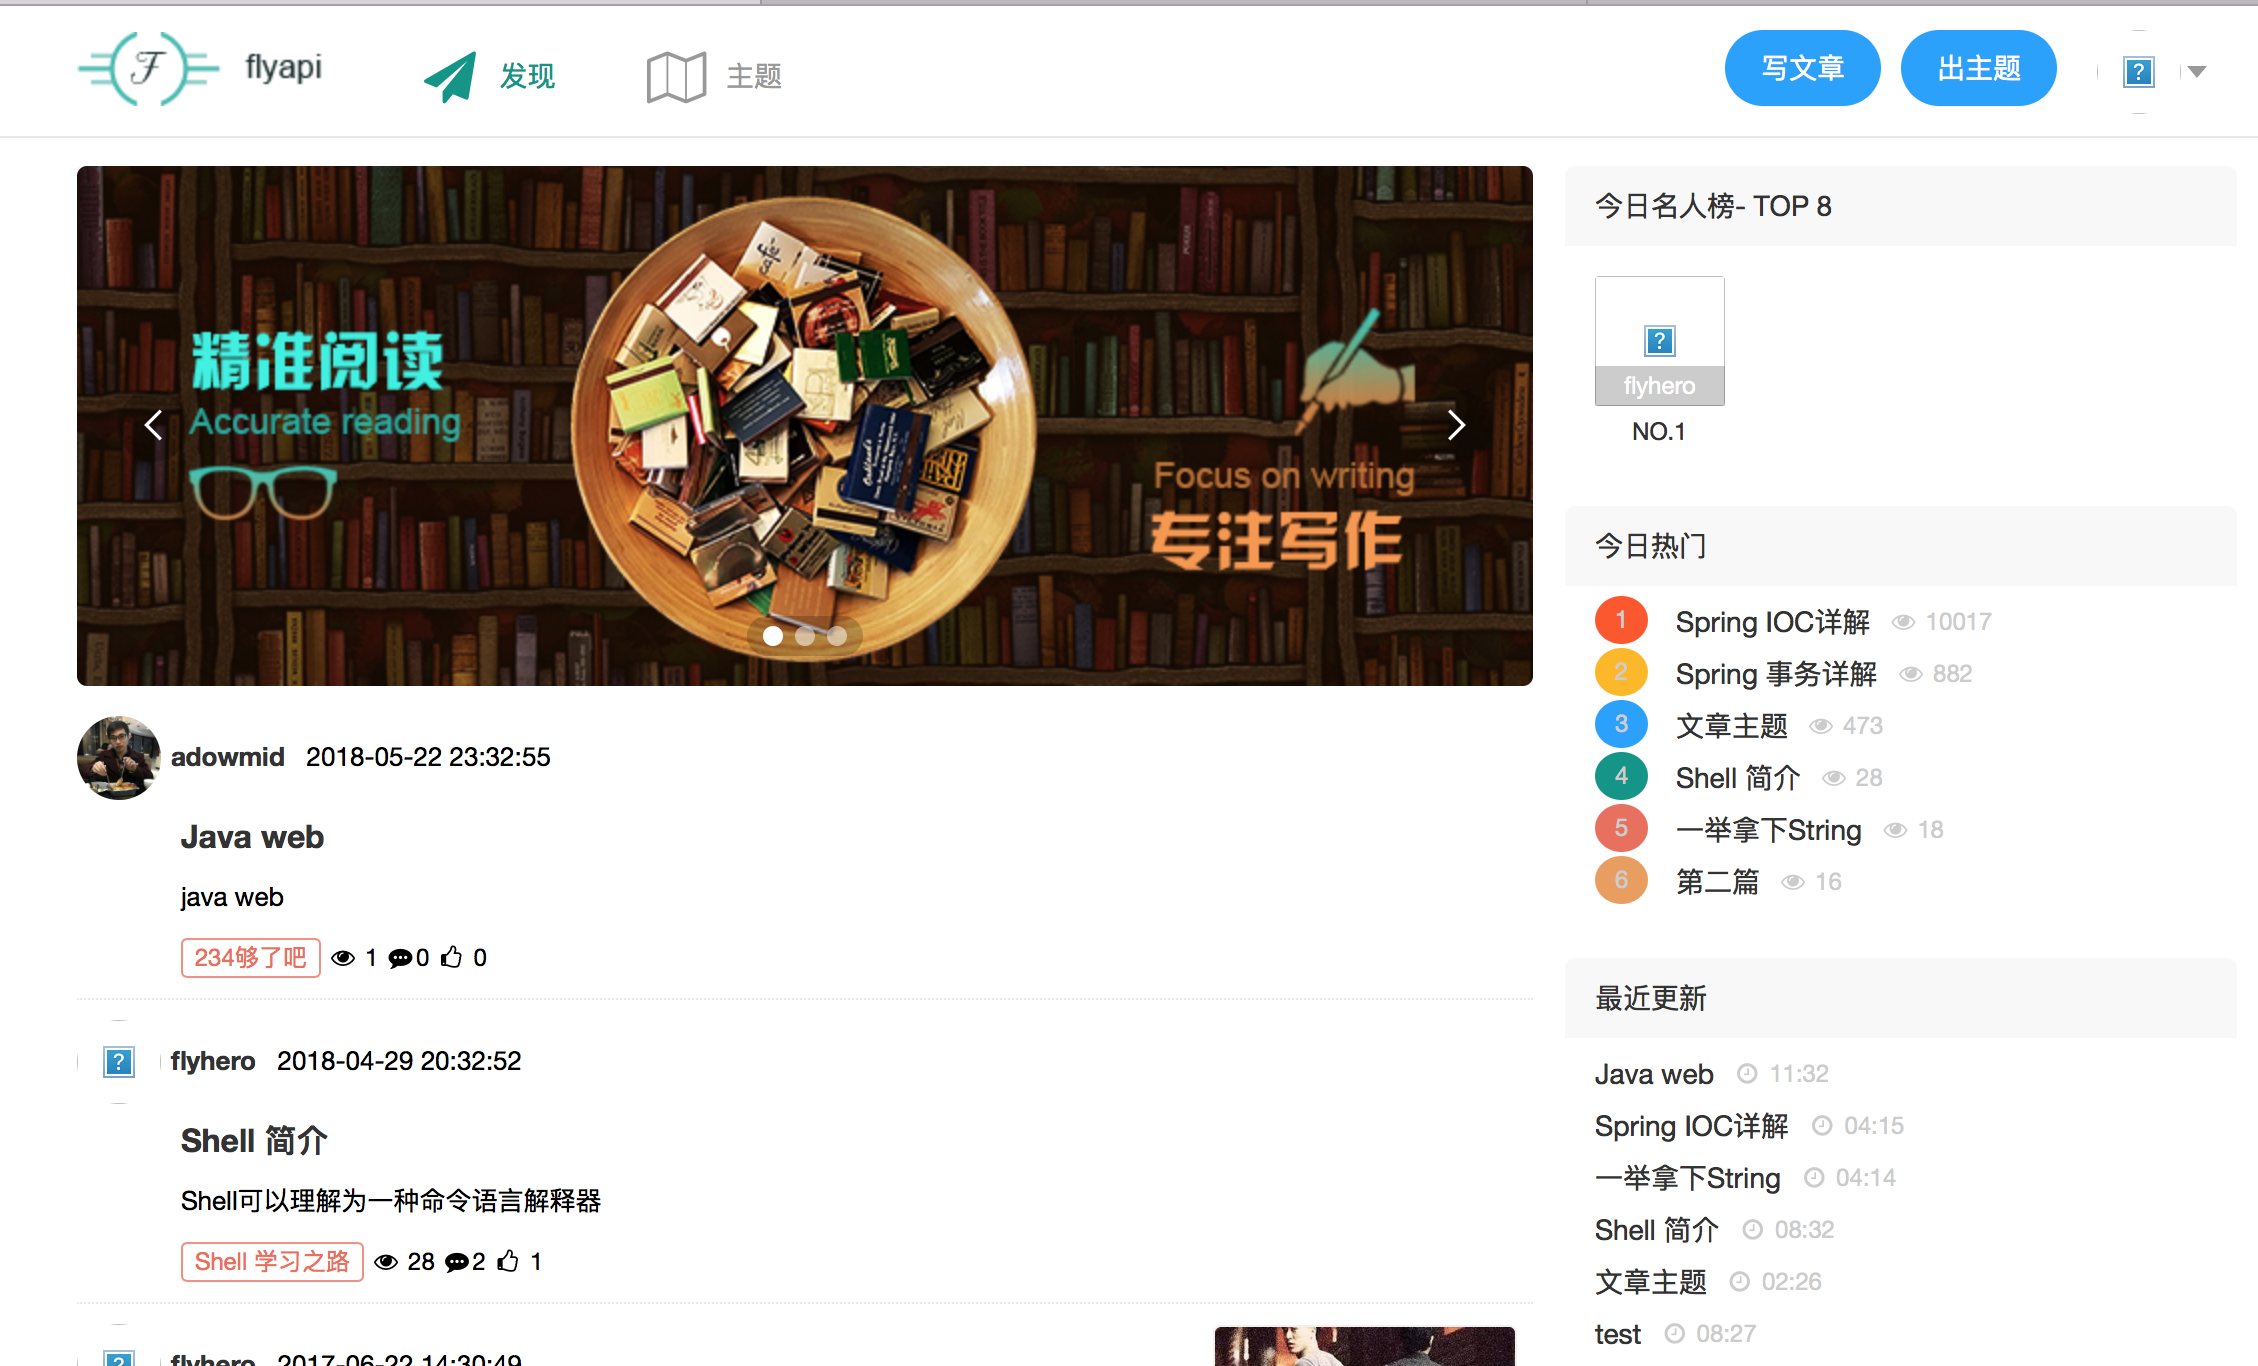 flyapi
发现
主题
写文章
出主题
精准阅读
Accurate reading
Focus on writing
专注写作
adowmid 2018-05-22 23:32:55
Java web
java web
234够了吧 1 0 0
flyhero 2018-04-29 20:32:52
Shell 简介
Shell可以理解为一种命令语言解释器
Shell 学习之路 28 2 1
flyhero 2017-06-22 14:30:49
今日名人榜- TOP 8
flyhero
NO.1
今日热门
1 Spring IOC详解 10017
2 Spring 事务详解 882
3 文章主题 473
4 Shell 简介 28
5 一举拿下String 18
6 第二篇 16
最近更新
Java web 11:32
Spring IOC详解 04:15
一举拿下String 04:14
Shell 简介 08:32
文章主题 02:26
test 08:27